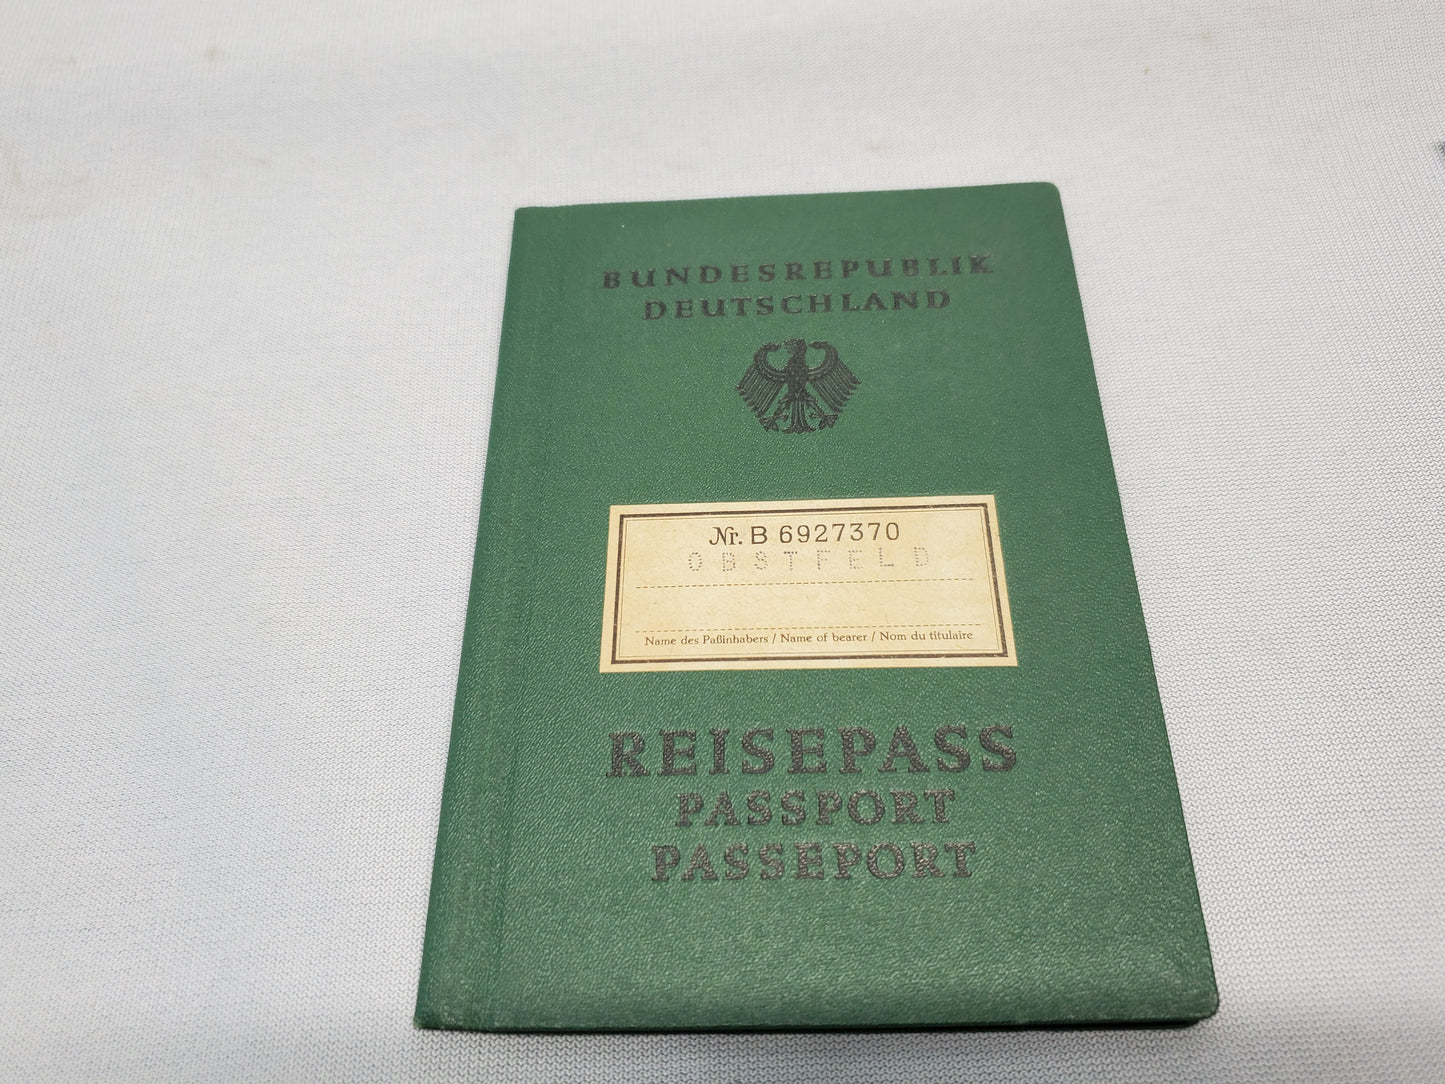 BUNDESREPUBLIK
DEUTSCHLAND
Nr. B 6927370
OBSTFELD
Name des Paßinhabers / Name of bearer / Nom du titulaire
REISEPASS
PASSPORT
PASSEPORT